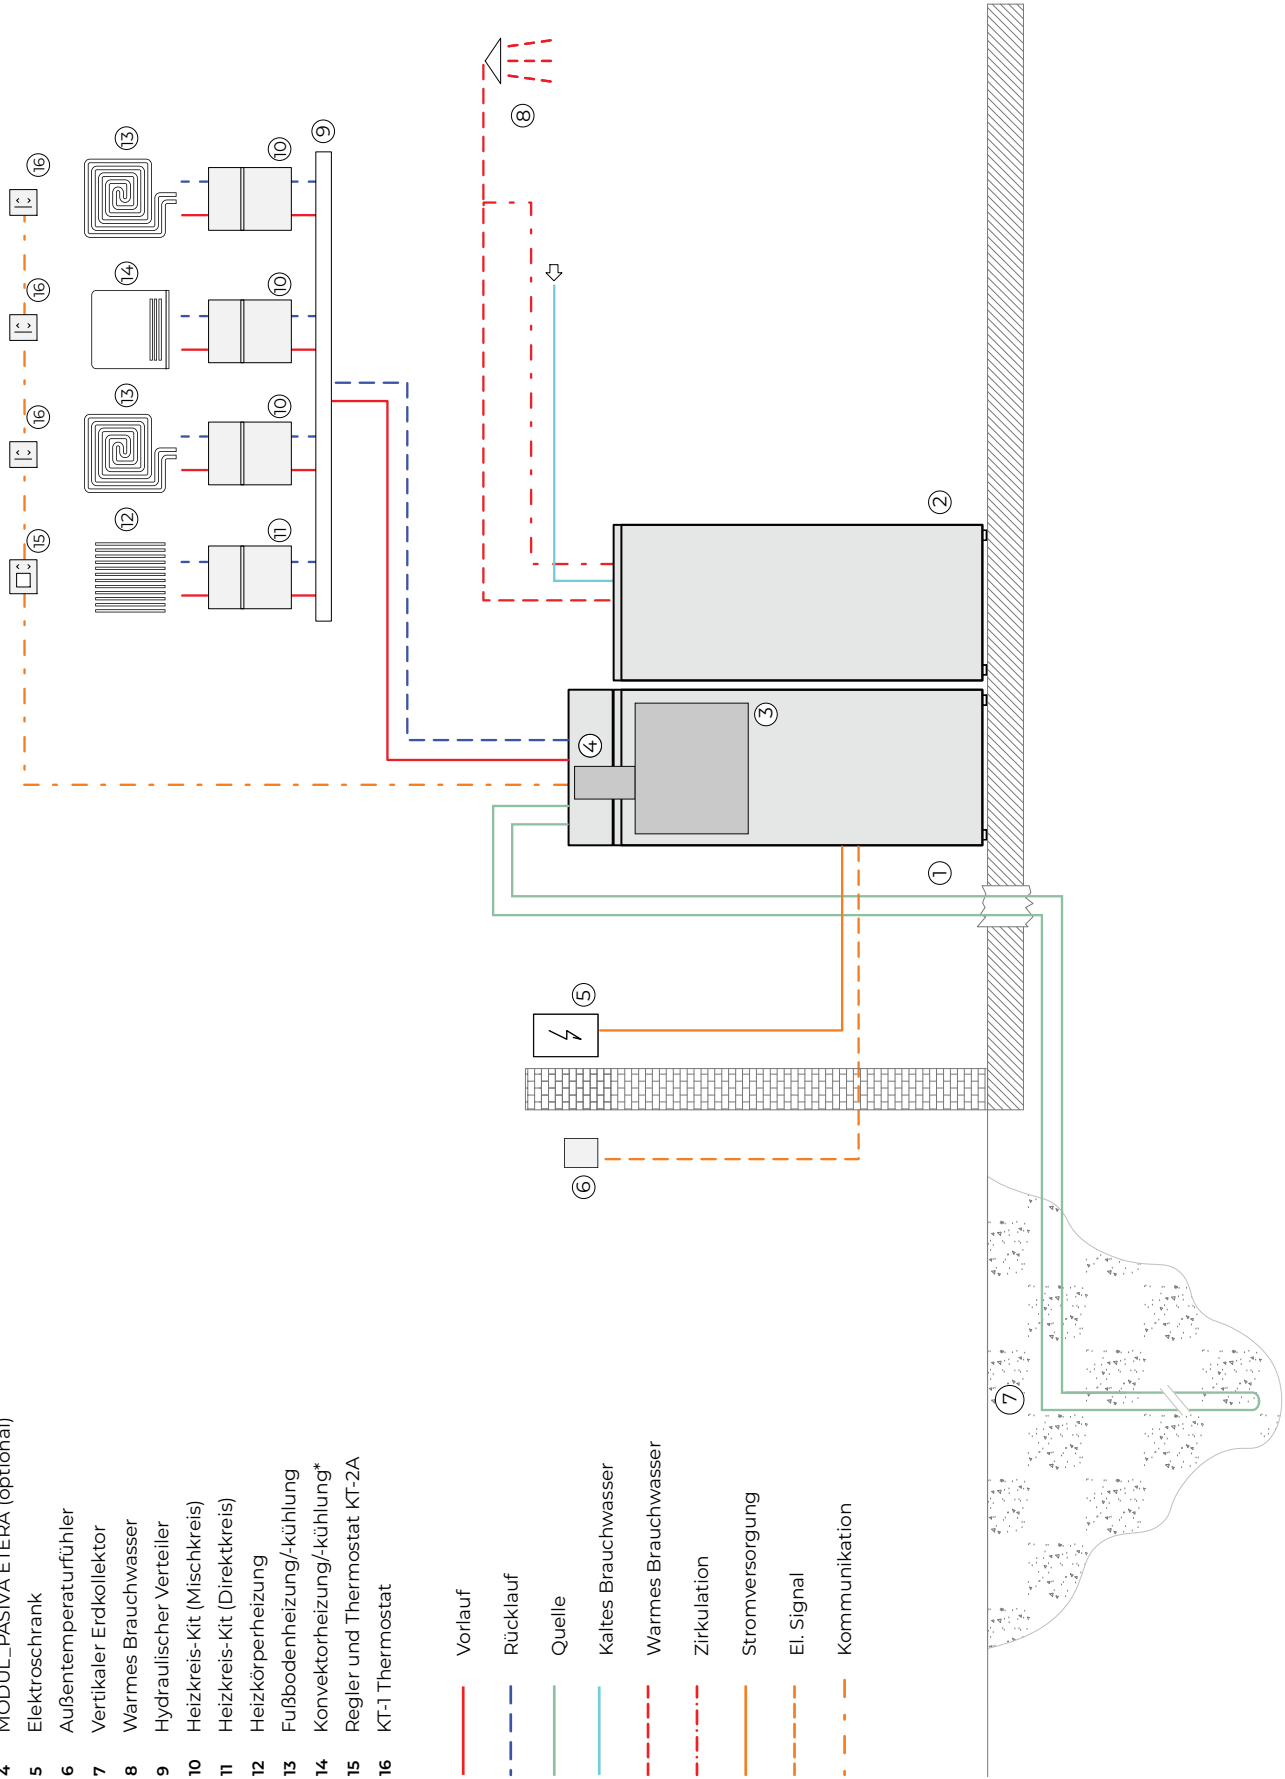 4 MODUL_PASIVA ETERA (optional)
5 Elektroschrank
6 Außentemperaturfühler
7 Vertikaler Erdkollektor
8 Warmes Brauchwasser
9 Hydraulischer Verteiler
10 Heizkreis-Kit (Mischkreis)
11 Heizkreis-Kit (Direktkreis)
12 Heizkörperheizung
13 Fußbodenheizung/-kühlung
14 Konvektorheizung/-kühlung*
15 Regler und Thermostat KT-2A
16 KT-1 Thermostat
Vorlauf
Rücklauf
Quelle
Kaltes Brauchwasser
Warmes Brauchwasser
Zirkulation
Stromversorgung
El. Signal
Kommunikation
15
16
16
16
12
13
14
13
11
10
10
10
9
8
4
3
2
1
5
6
7